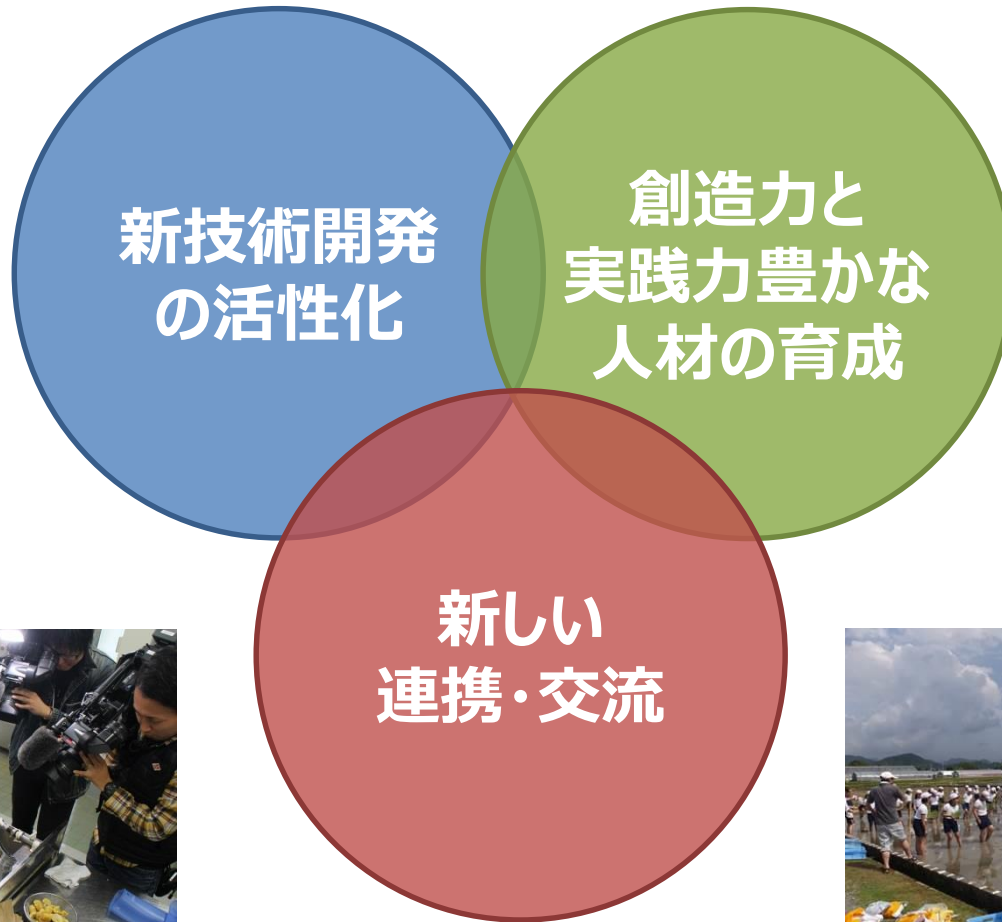 新技術開発
の活性化
創造力と
実践力豊かな
人材の育成
新しい
連携・交流